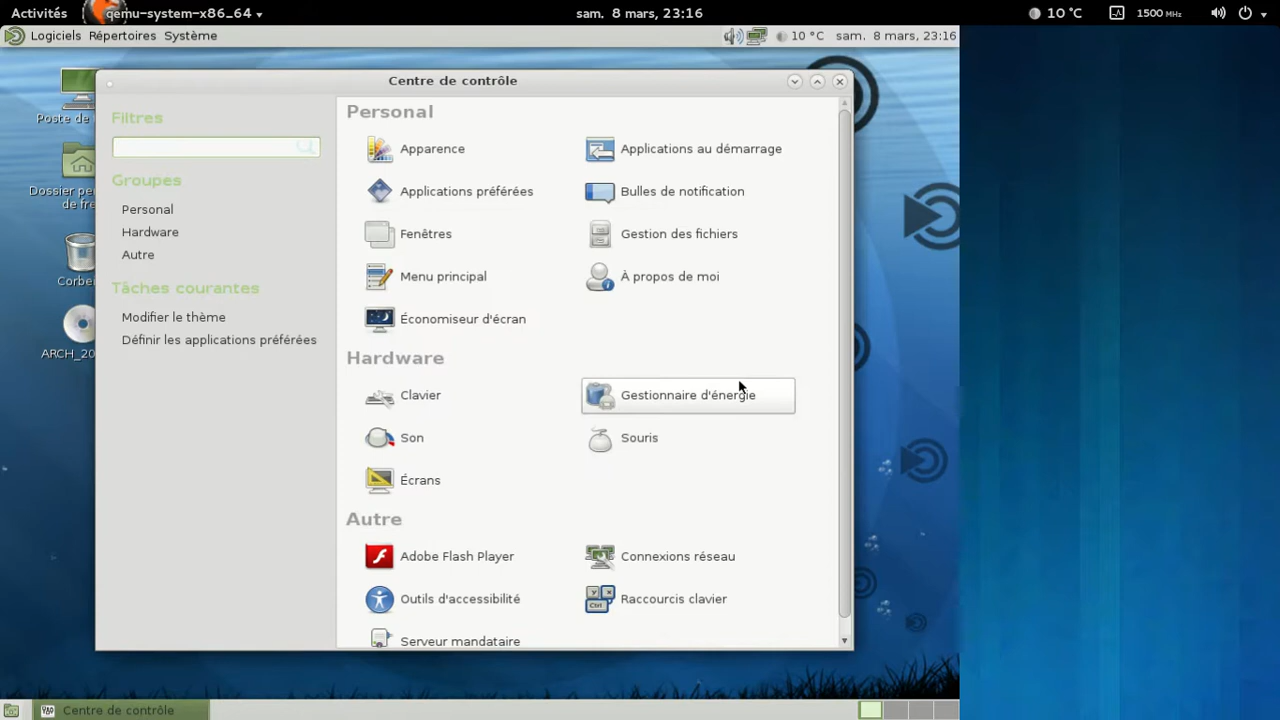 Activités qemu-system-x86_64 sam. 8 mars, 23:16 10 °C 1500 MHz
Logiciels Répertoires Système 10 °C sam. 8 mars, 23:16
Centre de contrôle
Poste de
Dossier pe
de fre
Corbe
ARCH_20
Filtres
Groupes
Personal
Hardware
Autre
Tâches courantes
Modifier le thème
Définir les applications préférées
Personal
Apparence Applications au démarrage
Applications préférées Bulles de notification
Fenêtres Gestion des fichiers
Menu principal À propos de moi
Économiseur d'écran
Hardware
Clavier Gestionnaire d'énergie
Son Souris
Écrans
Autre
Adobe Flash Player Connexions réseau
Outils d'accessibilité Raccourcis clavier
Serveur mandataire
Centre de contrôle